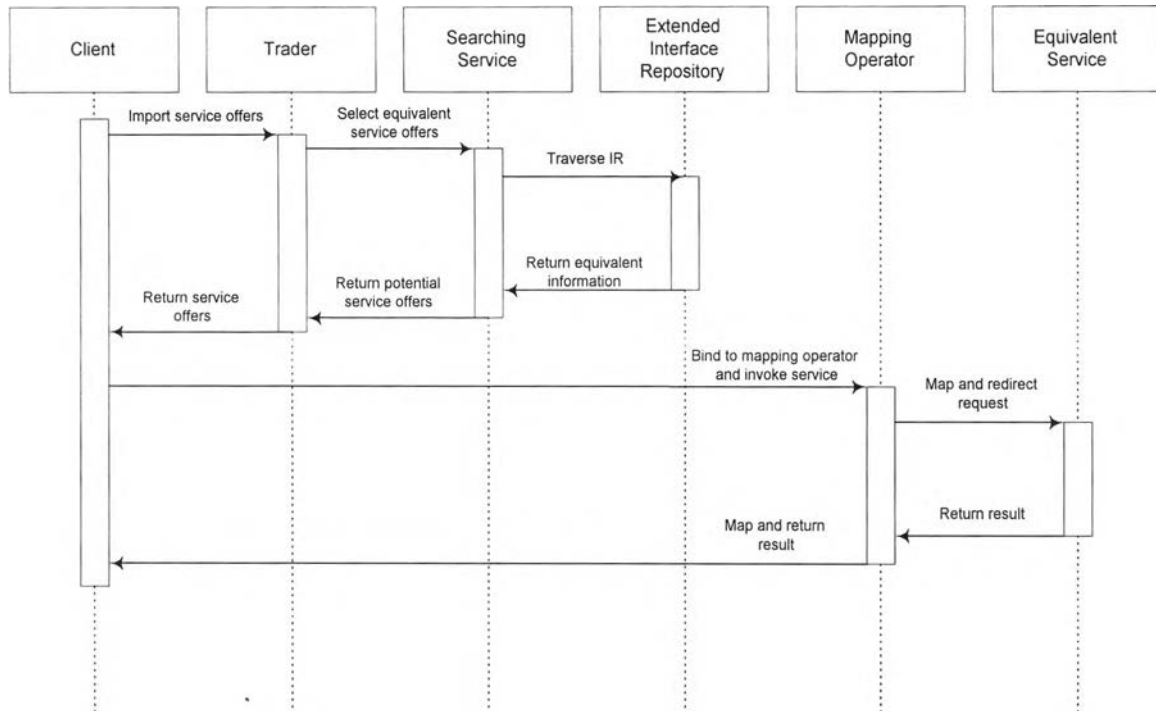 Client
Trader
Searching
Service
Extended
Interface
Repository
Mapping
Operator
Equivalent
Service
Import service offers
Select equivalent
service offers
Traverse IR
Return equivalent
information
Return potential
service offers
Return service
offers
Bind to mapping operator
and invoke service
Map and redirect
request
Return result
Map and return
result